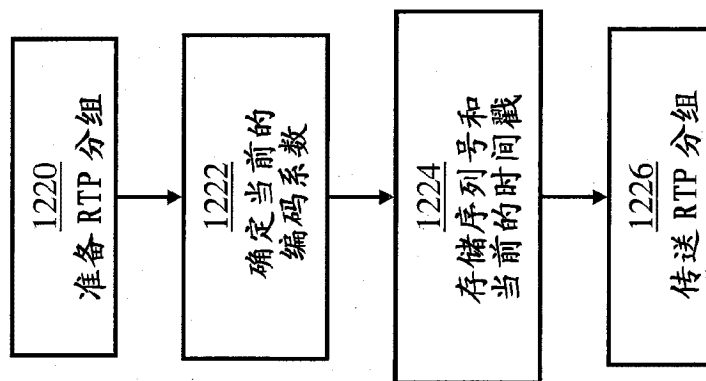 1220
准备 RTP 分组
1222
确定当前的
编码系数
1224
存储序列号和
当前的时间戳
1226
传送 RTP 分组